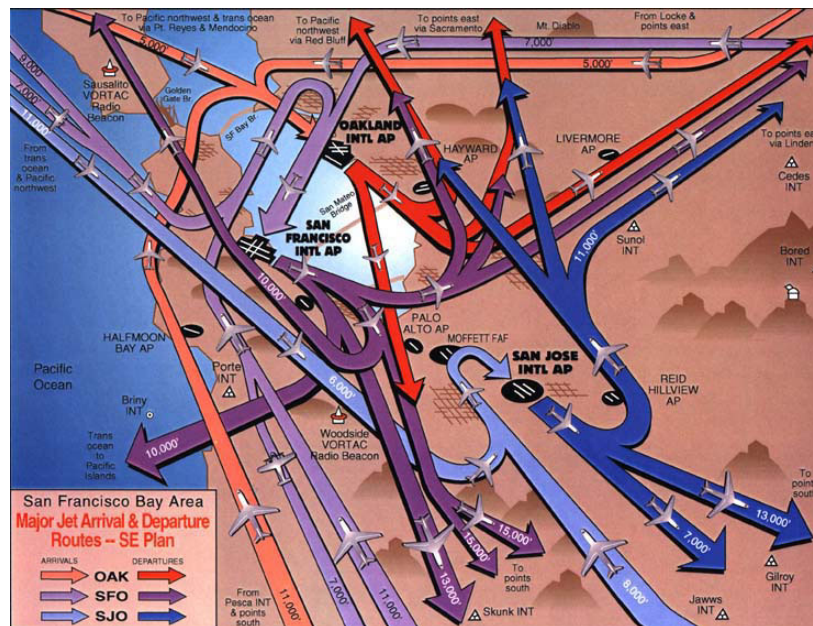 To Pacific northwest & trans ocean
via Pt. Reyes & Mendocino
To Pacific
northwest
via Red Bluff
To points east
via Sacramento
Mt. Diablo
From Locke &
points east
5,000'
7,000'
5,000'
9,000'
7,000'
11,000'
Sausalito
VORTAC
Radio
Beacon
Golden
Gate Br.
SF Bay Br.
OAKLAND
INTL AP
HAYWARD
AP
LIVERMORE
AP
To points ea
via Linden
Cedes
INT
From
trans
ocean
& Pacific
northwest
San Mateo
Bridge
SAN
FRANCISCO
INTL AP
Sunol
INT
Bored
INT
11,000'
10,000'
PALO
ALTO AP
MOFFETT FAF
SAN JOSE
INTL AP
REID
HILLVIEW
AP
HALFMOON
BAY AP
Pacific
Ocean
Porte
INT
6,000'
Briny
INT
Woodside
VORTAC
Radio Beacon
10,000'
Trans
ocean
to
Pacific
Islands
To
points
south
13,000'
7,000'
15,000'
15,000'
13,000'
To
points
south
Gilroy
INT
Jawws
INT
Skunk INT
8,000'
11,000'
7,000'
11,000'
From
Pesca INT
& points
south
San Francisco Bay Area
Major Jet Arrival & Departure
Routes -- SE Plan
ARRIVALS DEPARTURES
OAK
SFO
SJO